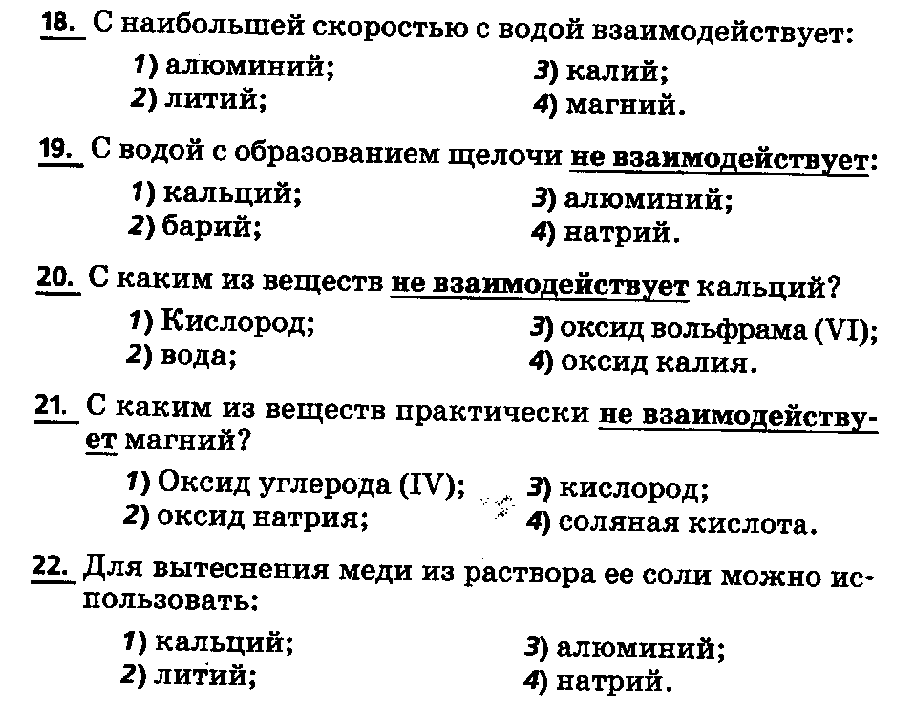 18. С наибольшей скоростью с водой взаимодействует:
1) алюминий; 3) калий;
2) литий; 4) магний.
19. С водой с образованием щелочи не взаимодействует:
1) кальций; 3) алюминий;
2) барий; 4) натрий.
20. С каким из веществ не взаимодействует кальций?
1) Кислород; 3) оксид вольфрама (VI);
2) вода; 4) оксид калия.
21. С каким из веществ практически не взаимодейству-
ет магний?
1) Оксид углерода (IV); 3) кислород;
2) оксид натрия; 4) соляная кислота.
22. Для вытеснения меди из раствора ее соли можно ис-
пользовать:
1) кальций; 3) алюминий;
2) литий; 4) натрий.